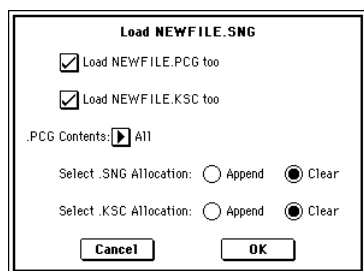 Load NEWFILE.SNG
Load NEWFILE.PCG too
Load NEWFILE.KSC too
.PCG Contents: All
Select .SNG Allocation: Append Clear
Select .KSC Allocation: Append Clear
Cancel OK